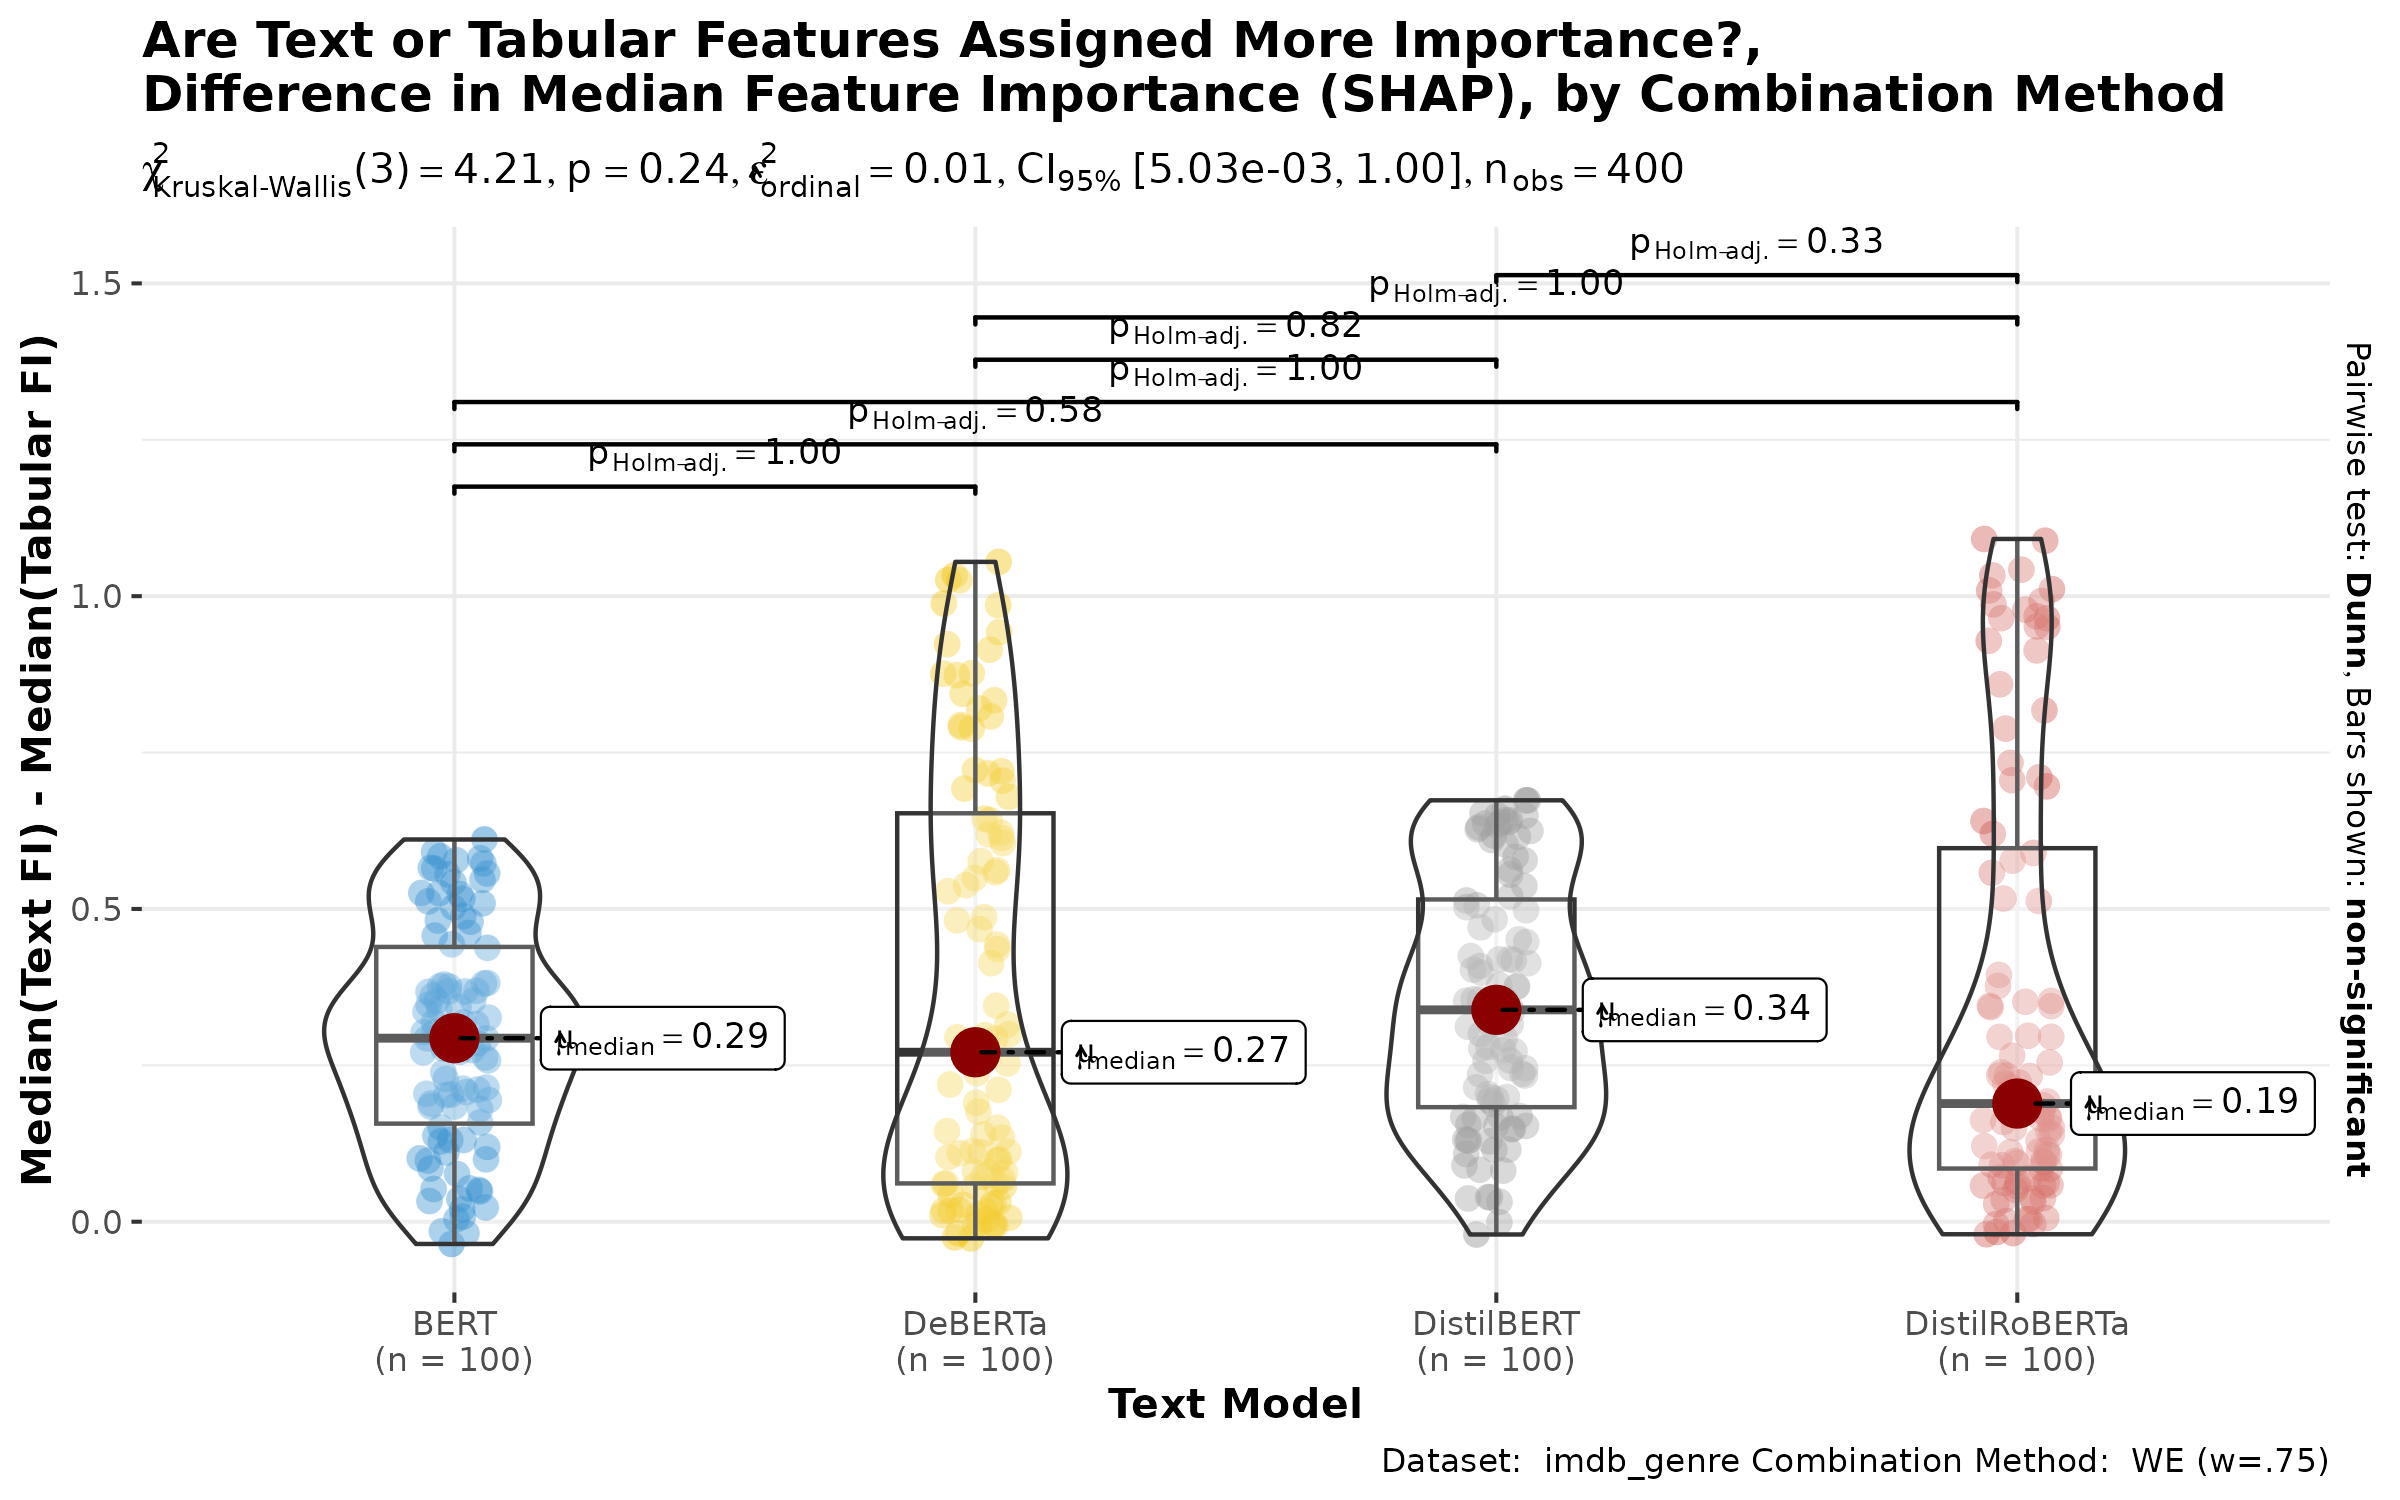 Are Text or Tabular Features Assigned More Importance?,
Difference in Median Feature Importance (SHAP), by Combination Method
χ²Kruskal-Wallis(3) = 4.21, p = 0.24, ε̂²ordinal = 0.01, CI95% [5.03e-03, 1.00], nobs = 400
Median(Text FI) - Median(Tabular FI)
1.5
1.0
0.5
0.0
pHolm-adj. = 0.33
pHolm-adj. = 1.00
pHolm-adj. = 0.82
pHolm-adj. = 1.00
pHolm-adj. = 0.58
pHolm-adj. = 1.00
μ̂median = 0.29
μ̂median = 0.27
μ̂median = 0.34
μ̂median = 0.19
Pairwise test: Dunn, Bars shown: non-significant
BERT
(n = 100)
DeBERTa
(n = 100)
DistilBERT
(n = 100)
DistilRoBERTa
(n = 100)
Text Model
Dataset:  imdb_genre Combination Method:  WE (w=.75)